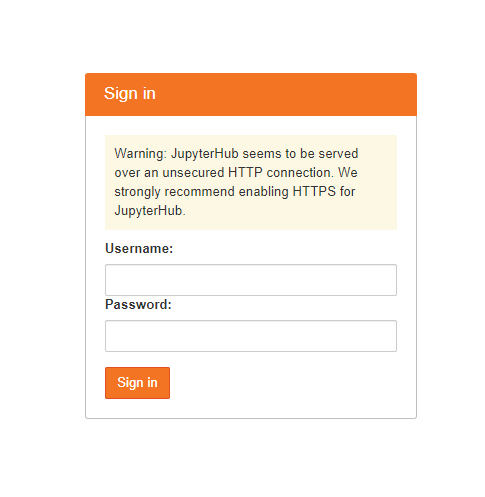 Sign in
Warning: JupyterHub seems to be served
over an unsecured HTTP connection. We
strongly recommend enabling HTTPS for
JupyterHub.
Username:
Password:
Sign in